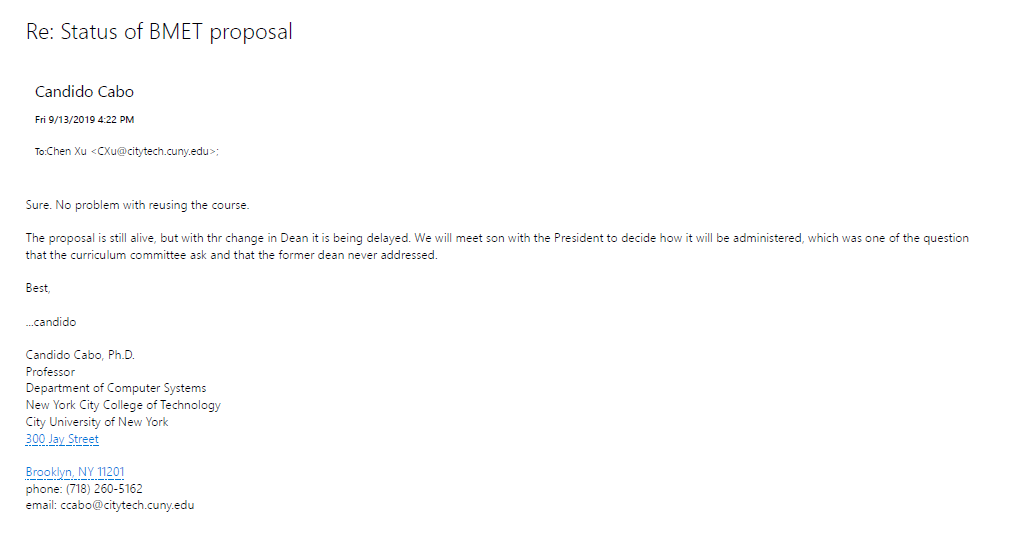 Re: Status of BMET proposal
Candido Cabo
Fri 9/13/2019 4:22 PM
To:Chen Xu <CXu@citytech.cuny.edu>;
Sure. No problem with reusing the course.
The proposal is still alive, but with thr change in Dean it is being delayed. We will meet son with the President to decide how it will be administered, which was one of the question
that the curriculum committee ask and that the former dean never addressed.
Best,
...candido
Candido Cabo, Ph.D.
Professor
Department of Computer Systems
New York City College of Technology
City University of New York
300 Jay Street
Brooklyn, NY 11201
phone: (718) 260-5162
email: ccabo@citytech.cuny.edu